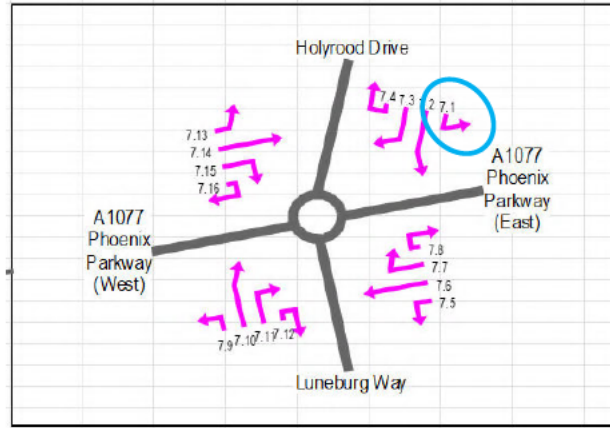 Holyrood Drive
7.4 7.3 7.2 7.1
7.13
7.14
7.15
7.16
A1077
Phoenix
Parkway
(East)
A1077
Phoenix
Parkway
(West)
7.8
7.7
7.6
7.5
7.9 7.10 7.11 7.12
Luneburg Way